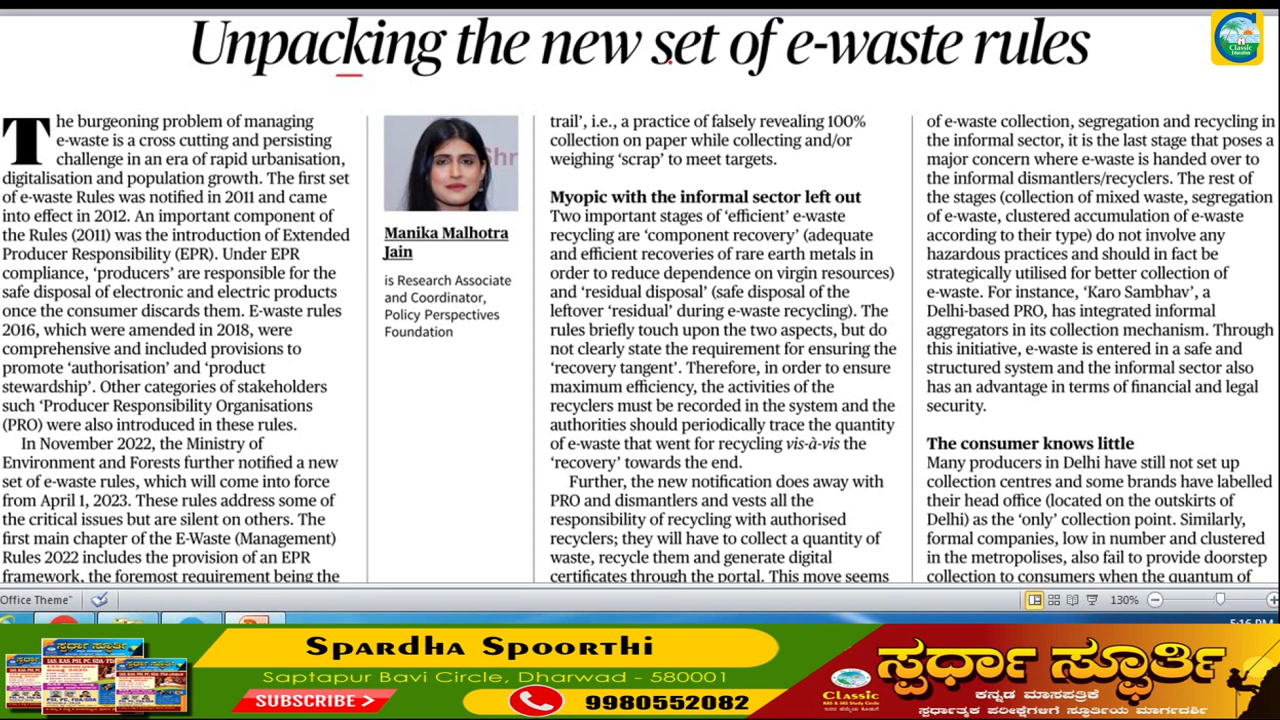 Unpacking the new set of e-waste rules
Classic
Education
The burgeoning problem of managing
e-waste is a cross cutting and persisting
challenge in an era of rapid urbanisation,
digitalisation and population growth. The first set
of e-waste Rules was notified in 2011 and came
into effect in 2012. An important component of
the Rules (2011) was the introduction of Extended
Producer Responsibility (EPR). Under EPR
compliance, ‘producers’ are responsible for the
safe disposal of electronic and electric products
once the consumer discards them. E-waste rules
2016, which were amended in 2018, were
comprehensive and included provisions to
promote ‘authorisation’ and ‘product
stewardship’. Other categories of stakeholders
such ‘Producer Responsibility Organisations
(PRO) were also introduced in these rules.
In November 2022, the Ministry of
Environment and Forests further notified a new
set of e-waste rules, which will come into force
from April 1, 2023. These rules address some of
the critical issues but are silent on others. The
first main chapter of the E-Waste (Management)
Rules 2022 includes the provision of an EPR
framework, the foremost requirement being the
Manika Malhotra
Jain
is Research Associate
and Coordinator,
Policy Perspectives
Foundation
trail’, i.e., a practice of falsely revealing 100%
collection on paper while collecting and/or
weighing ‘scrap’ to meet targets.
Myopic with the informal sector left out
Two important stages of ‘efficient’ e-waste
recycling are ‘component recovery’ (adequate
and efficient recoveries of rare earth metals in
order to reduce dependence on virgin resources)
and ‘residual disposal’ (safe disposal of the
leftover ‘residual’ during e-waste recycling). The
rules briefly touch upon the two aspects, but do
not clearly state the requirement for ensuring the
‘recovery tangent’. Therefore, in order to ensure
maximum efficiency, the activities of the
recyclers must be recorded in the system and the
authorities should periodically trace the quantity
of e-waste that went for recycling vis-à-vis the
‘recovery’ towards the end.
Further, the new notification does away with
PRO and dismantlers and vests all the
responsibility of recycling with authorised
recyclers; they will have to collect a quantity of
waste, recycle them and generate digital
certificates through the portal. This move seems
of e-waste collection, segregation and recycling in
the informal sector, it is the last stage that poses a
major concern where e-waste is handed over to
the informal dismantlers/recyclers. The rest of
the stages (collection of mixed waste, segregation
of e-waste, clustered accumulation of e-waste
according to their type) do not involve any
hazardous practices and should in fact be
strategically utilised for better collection of
e-waste. For instance, ‘Karo Sambhav’, a
Delhi-based PRO, has integrated informal
aggregators in its collection mechanism. Through
this initiative, e-waste is entered in a safe and
structured system and the informal sector also
has an advantage in terms of financial and legal
security.
The consumer knows little
Many producers in Delhi have still not set up
collection centres and some brands have labelled
their head office (located on the outskirts of
Delhi) as the ‘only’ collection point. Similarly,
formal companies, low in number and clustered
in the metropolises, also fail to provide doorstep
collection to consumers when the quantum of
Office Theme"
130%
5:16 PM
Spardha Spoorthi
Saptapur Bavi Circle, Dharwad - 580001
SUBSCRIBE >
9980552082
Classic
KAS & IAS Study Circle
ಸ್ಪರ್ಧಾ ಸ್ಫೂರ್ತಿ
ಕನ್ನಡ ಮಾಸಪತ್ರಿಕೆ
ಸ್ಪರ್ಧಾತ್ಮಕ ಪರೀಕ್ಷೆಗಳಿಗೆ ಸ್ಫೂರ್ತಿಯ ಮಾರ್ಗದರ್ಶಿ